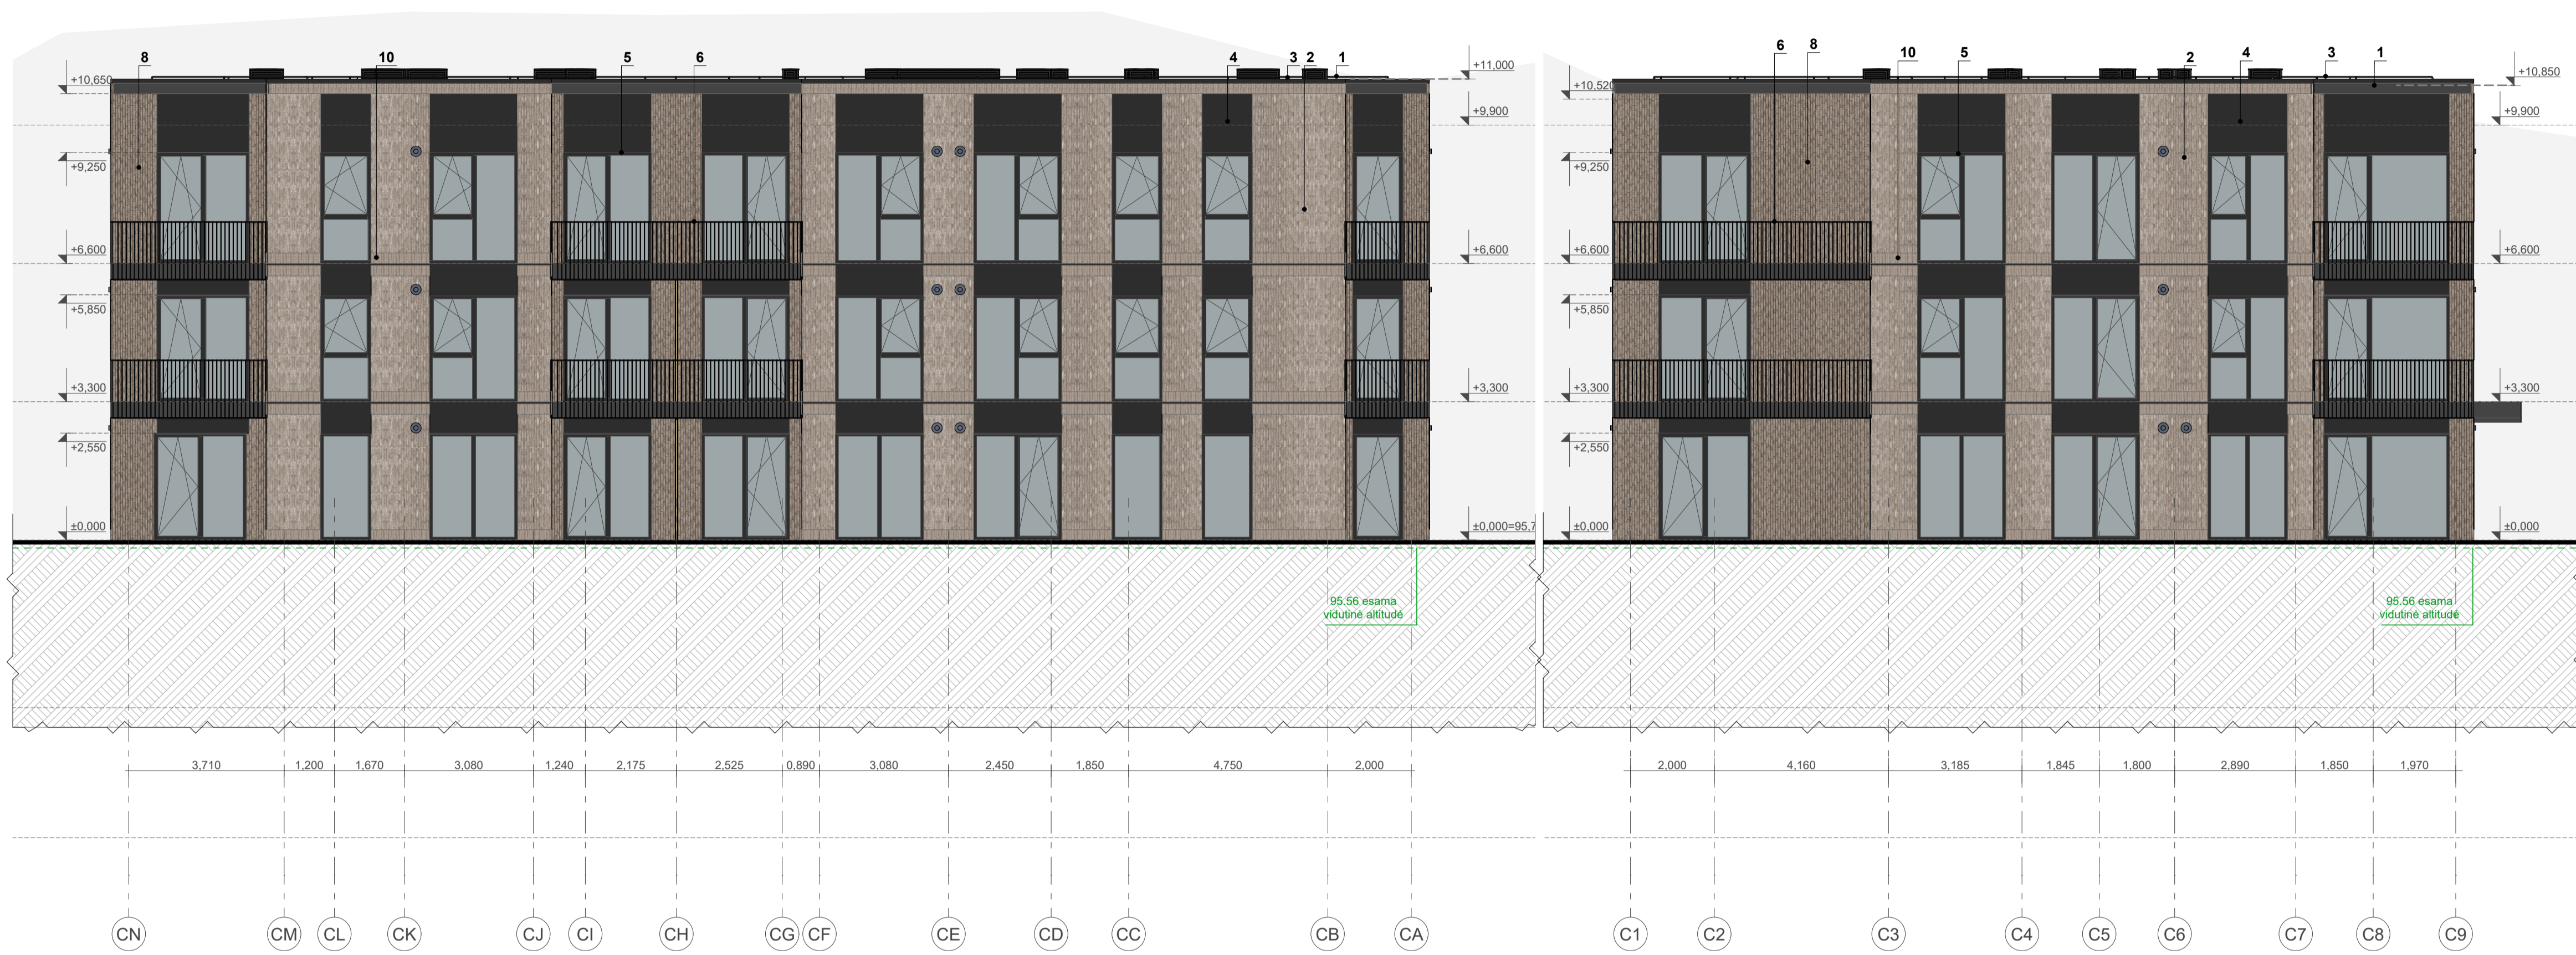 8 10 5 6 4 3 2 1
6 8 10 5 2 4 3 1
+10,650
+11,000
+10,520
+10,850
+9,900
+9,900
+9,250
+9,250
+6,600
+6,600
+6,600
+6,600
+5,850
+5,850
+3,300
+3,300
+3,300
+3,300
+2,550
+2,550
±0,000
±0,000=95,7
±0,000
±0,000
95.56 esama
vidutinė altitudė
95.56 esama
vidutinė altitudė
3,710 1,200 1,670 3,080 1,240 2,175 2,525 0,890 3,080 2,450 1,850 4,750 2,000
2,000 4,160 3,185 1,845 1,800 2,890 1,850 1,970
CN CM CL CK CJ CI CH CG CF CE CD CC CB CA
C1 C2 C3 C4 C5 C6 C7 C8 C9